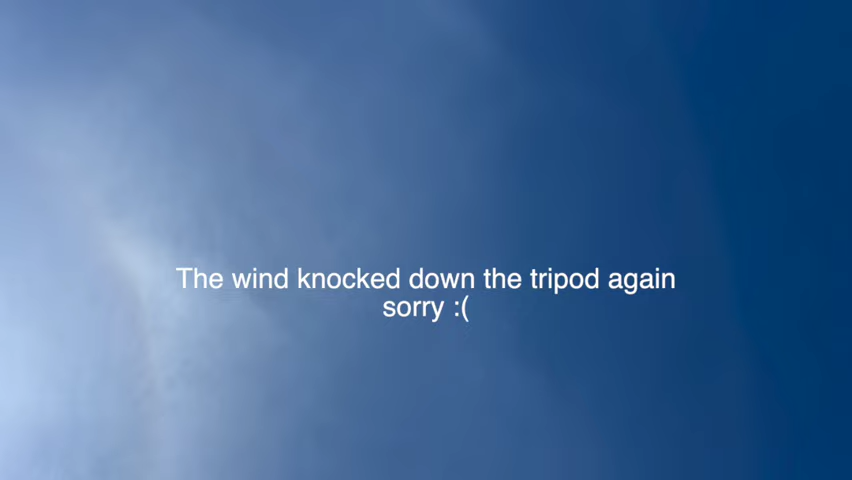 The wind knocked down the tripod again
sorry :(